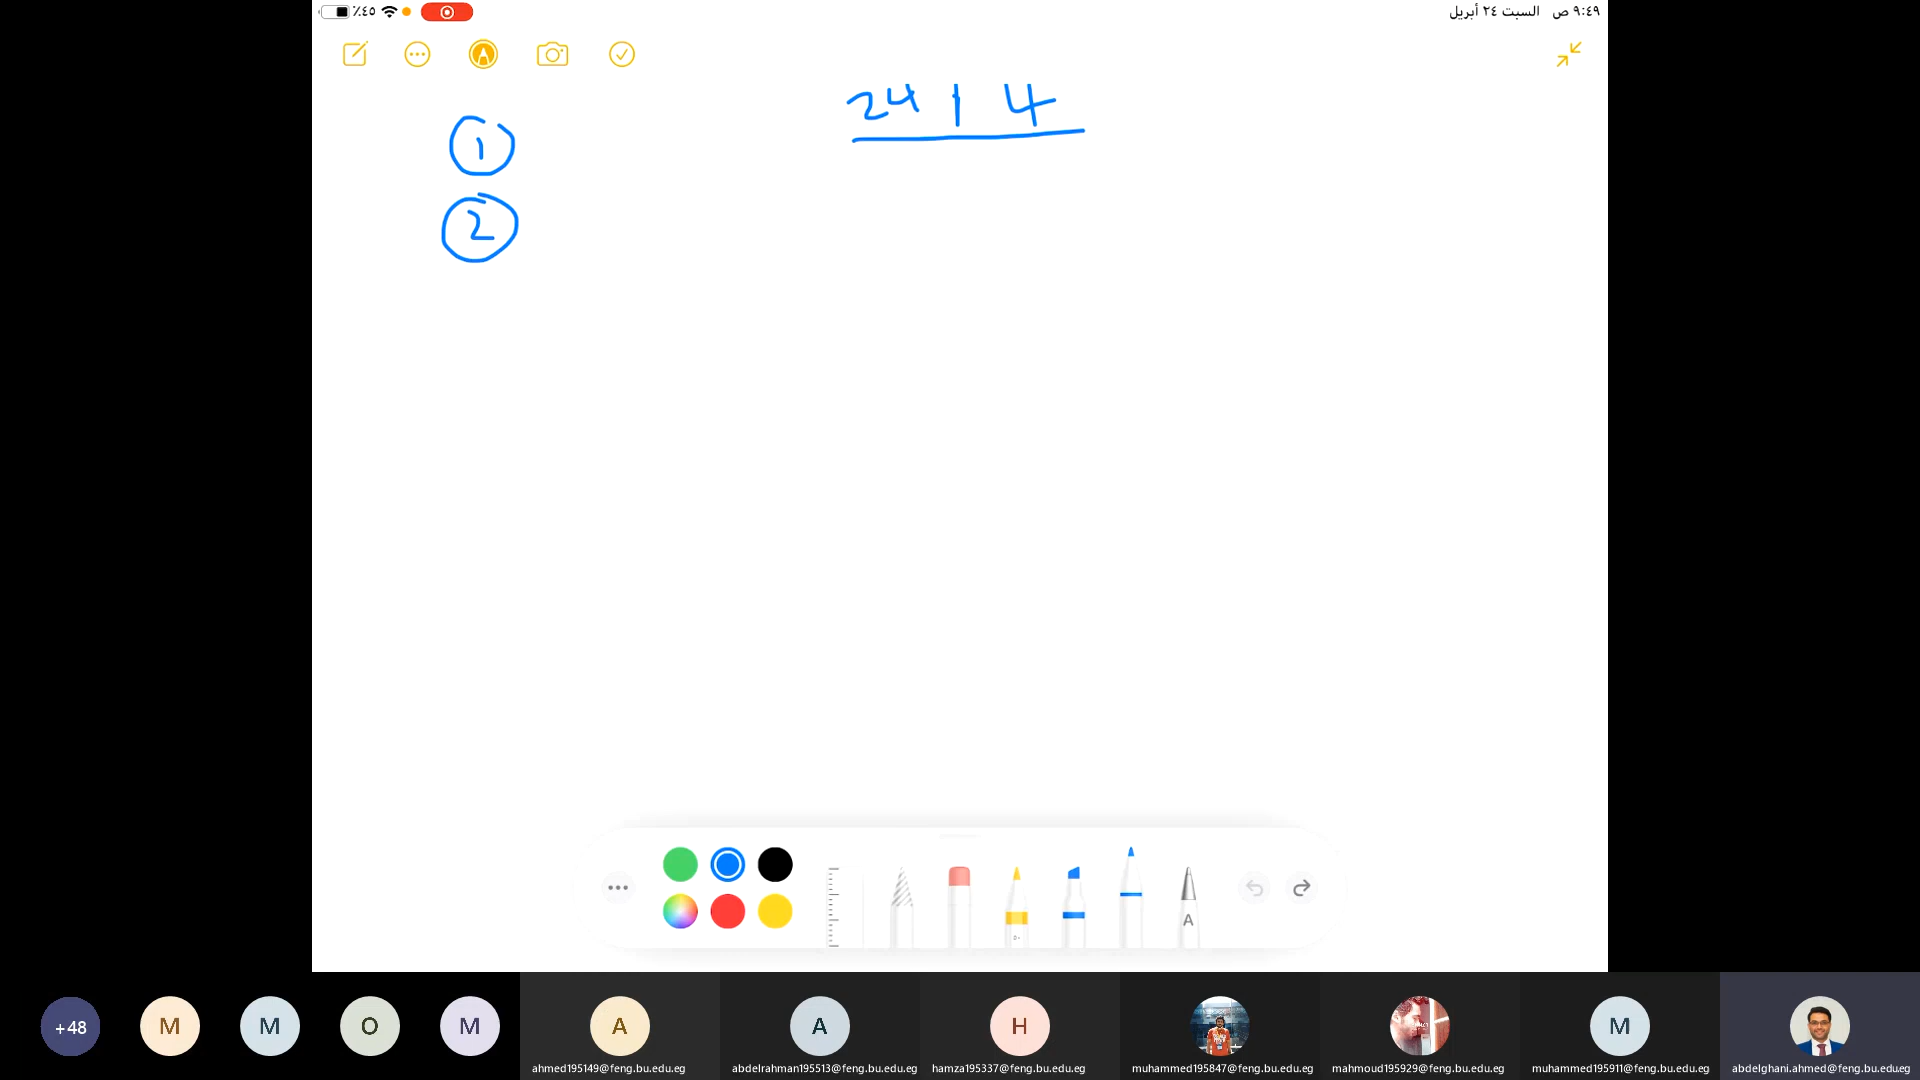 ٪٤٥
٩:٤٩ ص السبت ٢٤ أبريل
24 | 4
1
2
A
+48
M
M
O
M
A
A
H
M
ahmed195149@feng.bu.edu.eg
abdelrahman195513@feng.bu.edu.eg
hamza195337@feng.bu.edu.eg
muhammed195847@feng.bu.edu.eg
mahmoud195929@feng.bu.edu.eg
muhammed195911@feng.bu.edu.eg
abdelghani.ahmed@feng.bu.edu.eg